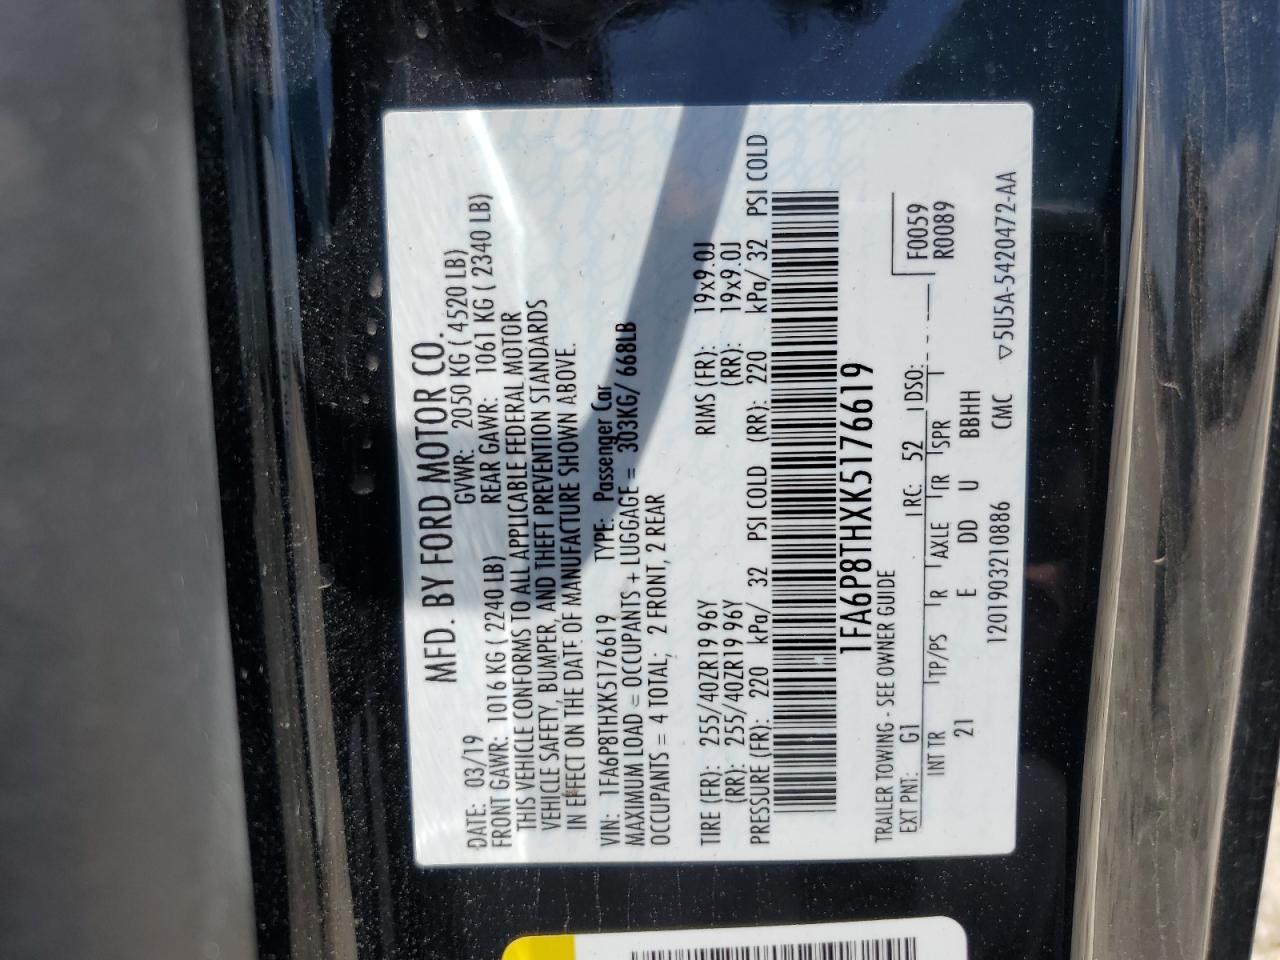 MFD. BY FORD MOTOR CO.
DATE: 03/19 GVWR: 2050 KG ( 4520 LB)
FRONT GAWR: 1016 KG ( 2240 LB) REAR GAWR: 1061 KG ( 2340 LB)
THIS VEHICLE CONFORMS TO ALL APPLICABLE FEDERAL MOTOR
VEHICLE SAFETY, BUMPER, AND THEFT PREVENTION STANDARDS
IN EFFECT ON THE DATE OF MANUFACTURE SHOWN ABOVE.
VIN: 1FA6P8THXK5176619 TYPE: Passenger Car
MAXIMUM LOAD = OCCUPANTS + LUGGAGE = 303KG/ 668LB
OCCUPANTS = 4 TOTAL, 2 FRONT, 2 REAR
TIRE (FR): 255/40ZR19 96Y RIMS (FR): 19x9.0J
(RR): 255/40ZR19 96Y (RR): 19x9.0J
PRESSURE (FR): 220 kPa/ 32 PSI COLD (RR): 220 kPa/ 32 PSI COLD
1FA6P8THXK5176619
TRAILER TOWING - SEE OWNER GUIDE
EXT PNT: G1 RC: 52 DSO: F0059
R0089
INT TR TP/PS R AXLE TR SPR
21 E DD U BBHH
1201903210886 CMC ▽5U5A-5420472-AA